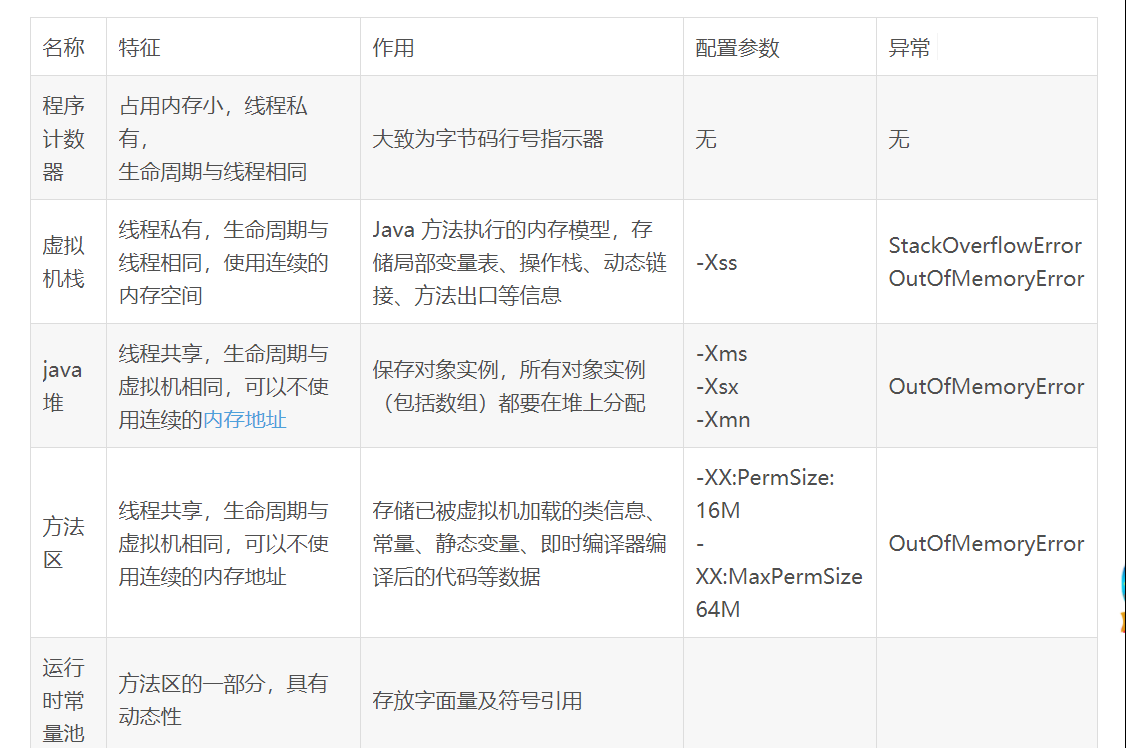 名称
特征
作用
配置参数
异常
程序
计数
器
占用内存小，线程私
有，
生命周期与线程相同
大致为字节码行号指示器
无
无
虚拟
机栈
线程私有，生命周期与
线程相同，使用连续的
内存空间
Java 方法执行的内存模型，存
储局部变量表、操作栈、动态链
接、方法出口等信息
-Xss
StackOverflowError
OutOfMemoryError
java
堆
线程共享，生命周期与
虚拟机相同，可以不使
用连续的内存地址
保存对象实例，所有对象实例
（包括数组）都要在堆上分配
-Xms
-Xsx
-Xmn
OutOfMemoryError
方法
区
线程共享，生命周期与
虚拟机相同，可以不使
用连续的内存地址
存储已被虚拟机加载的类信息、
常量、静态变量、即时编译器编
译后的代码等数据
-XX:PermSize:
16M
-
XX:MaxPermSize
64M
OutOfMemoryError
运行
时常
量池
方法区的一部分，具有
动态性
存放字面量及符号引用